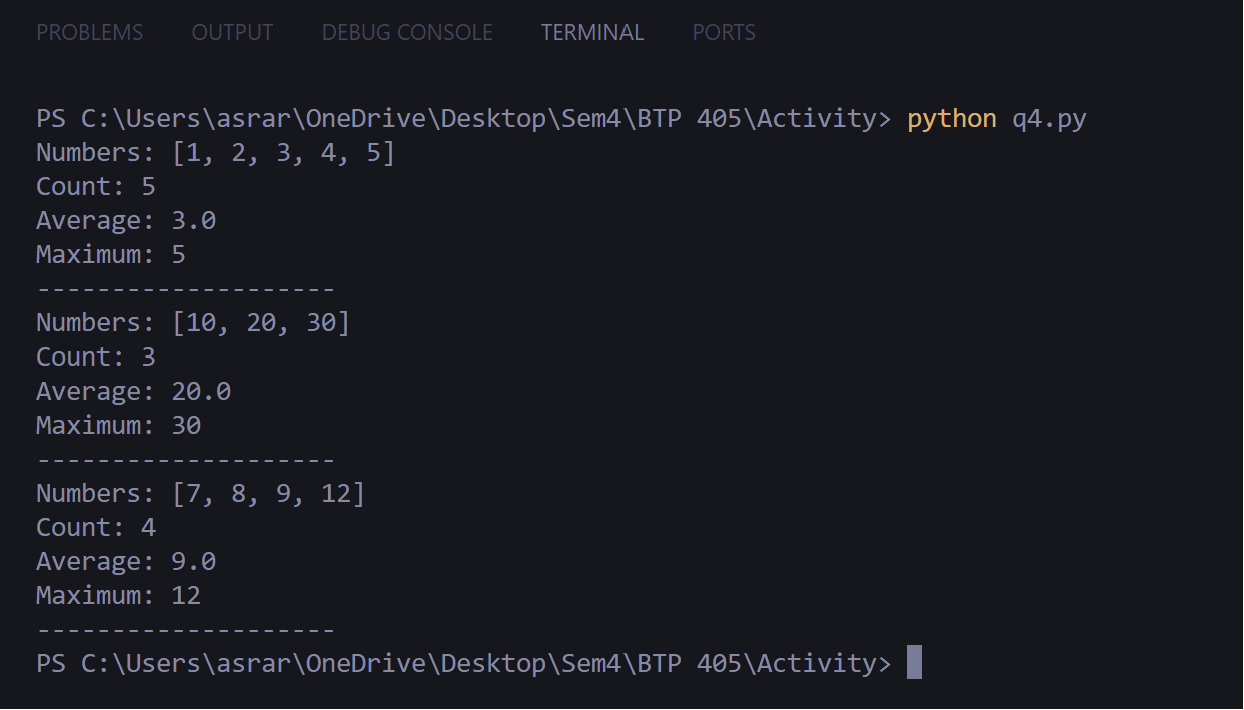 PROBLEMS OUTPUT DEBUG CONSOLE TERMINAL PORTS
PS C:\Users\asrar\OneDrive\Desktop\Sem4\BTP 405\Activity> python q4.py
Numbers: [1, 2, 3, 4, 5]
Count: 5
Average: 3.0
Maximum: 5
--------------------
Numbers: [10, 20, 30]
Count: 3
Average: 20.0
Maximum: 30
--------------------
Numbers: [7, 8, 9, 12]
Count: 4
Average: 9.0
Maximum: 12
--------------------
PS C:\Users\asrar\OneDrive\Desktop\Sem4\BTP 405\Activity>